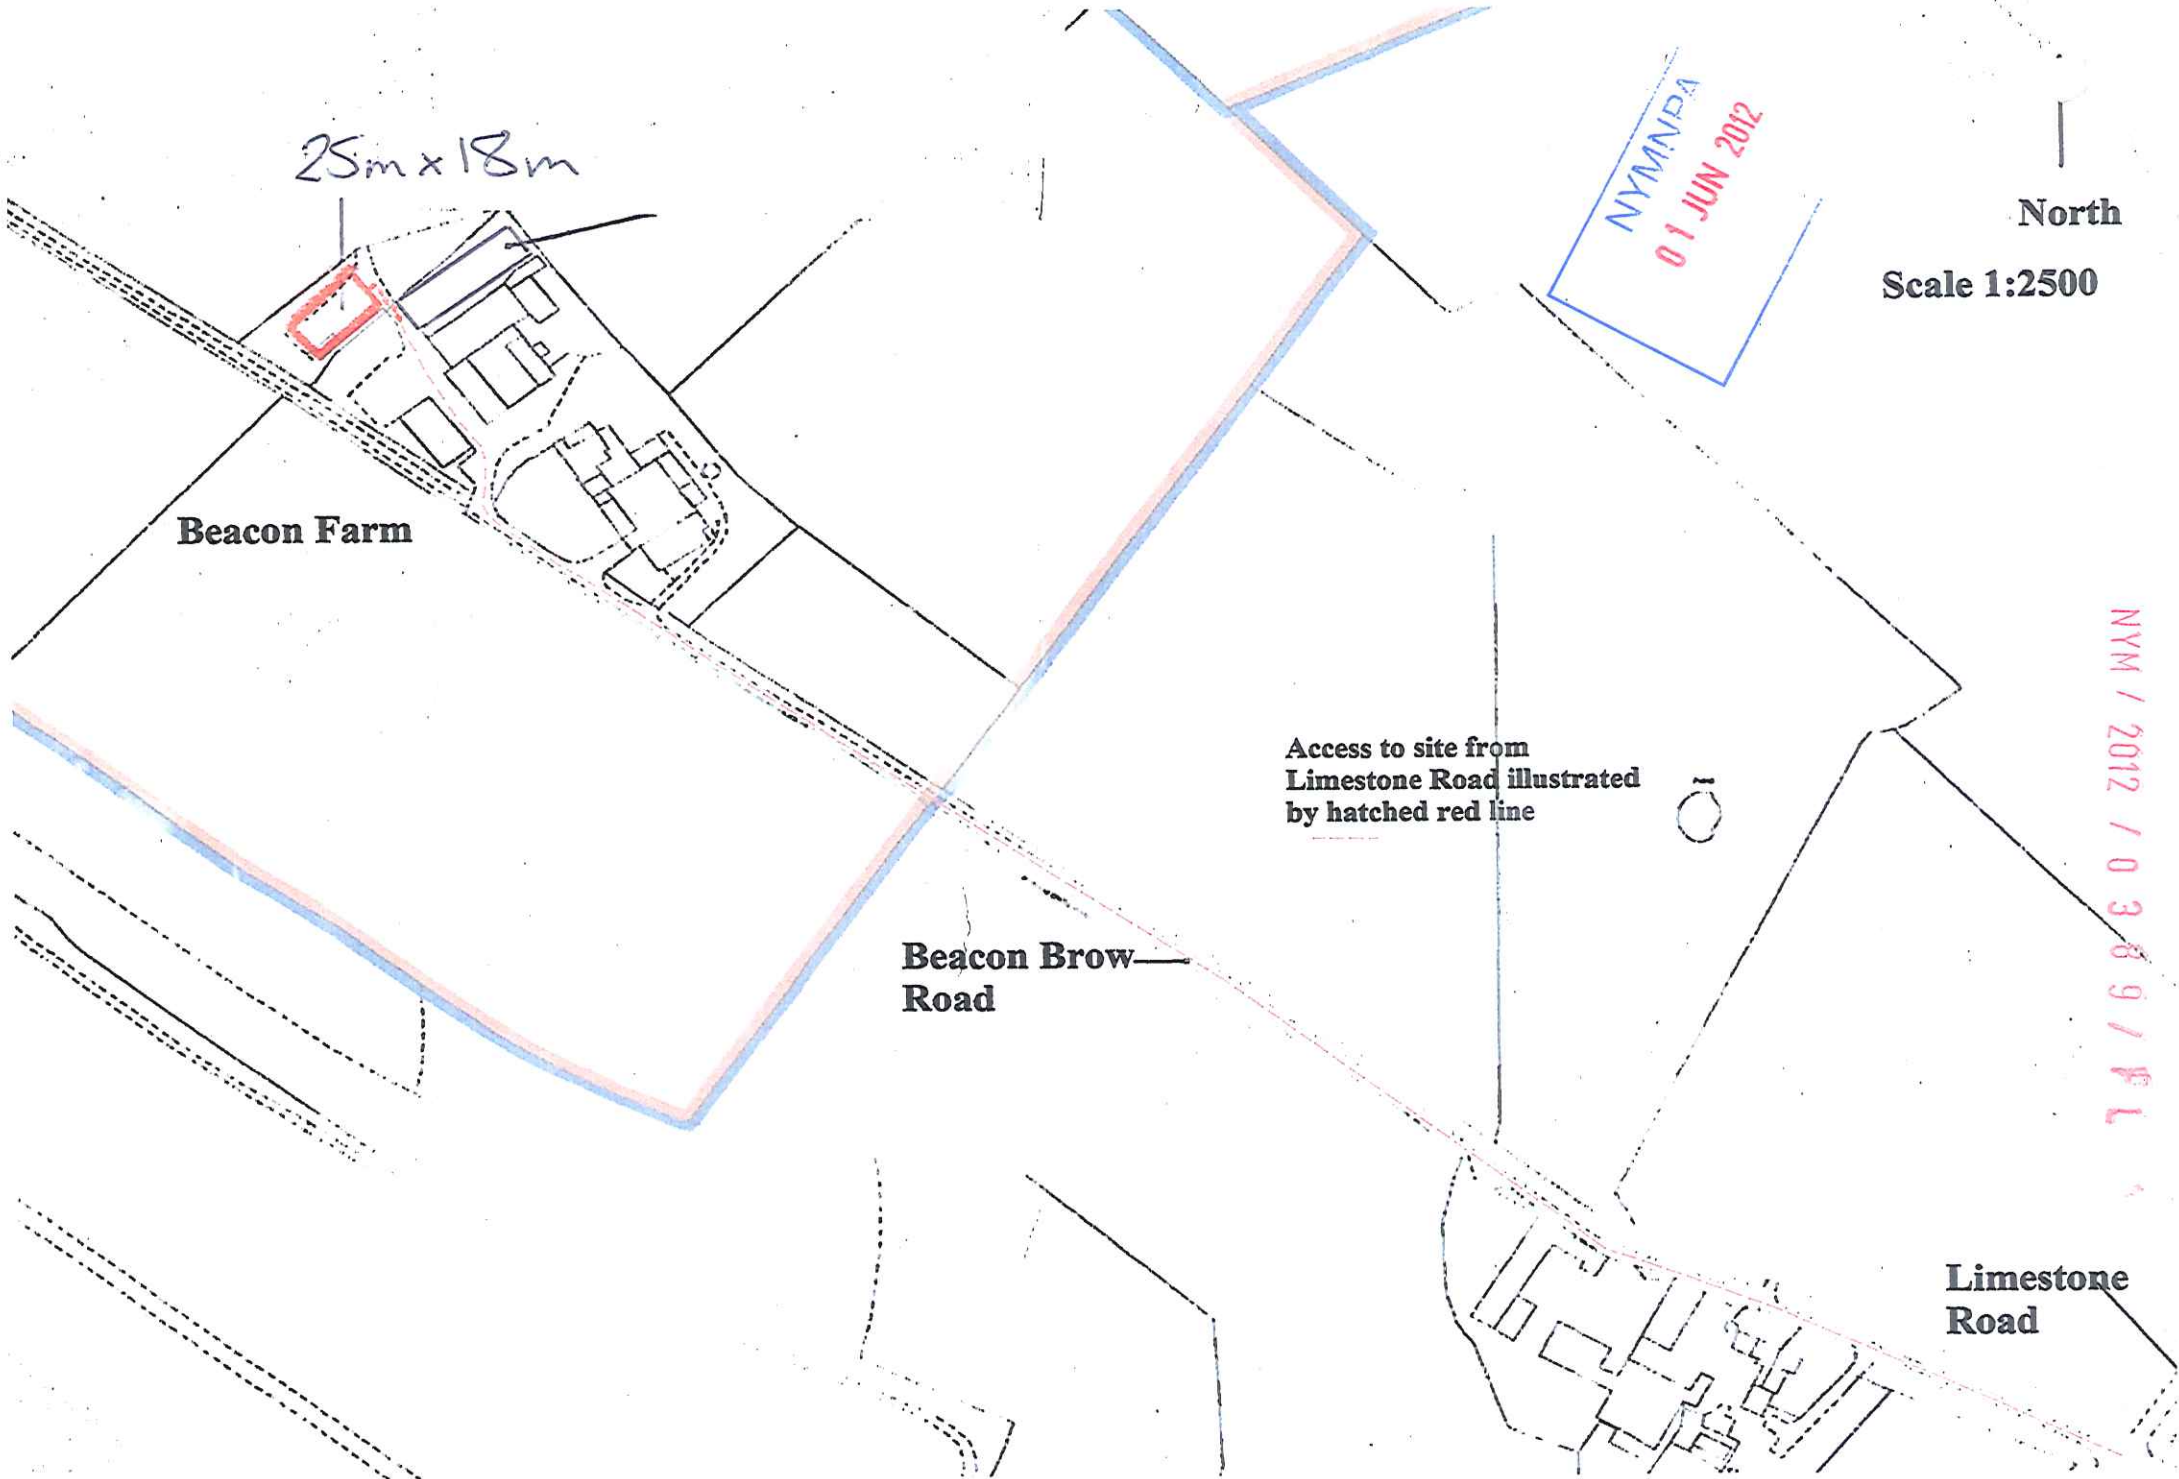 25m x 18m
NYMNPA
01 JUN 2012
North
Scale 1:2500
Beacon Farm
NYM / 2012 / 0389 / FL
Access to site from
Limestone Road illustrated
by hatched red line
Beacon Brow
Road
Limestone
Road